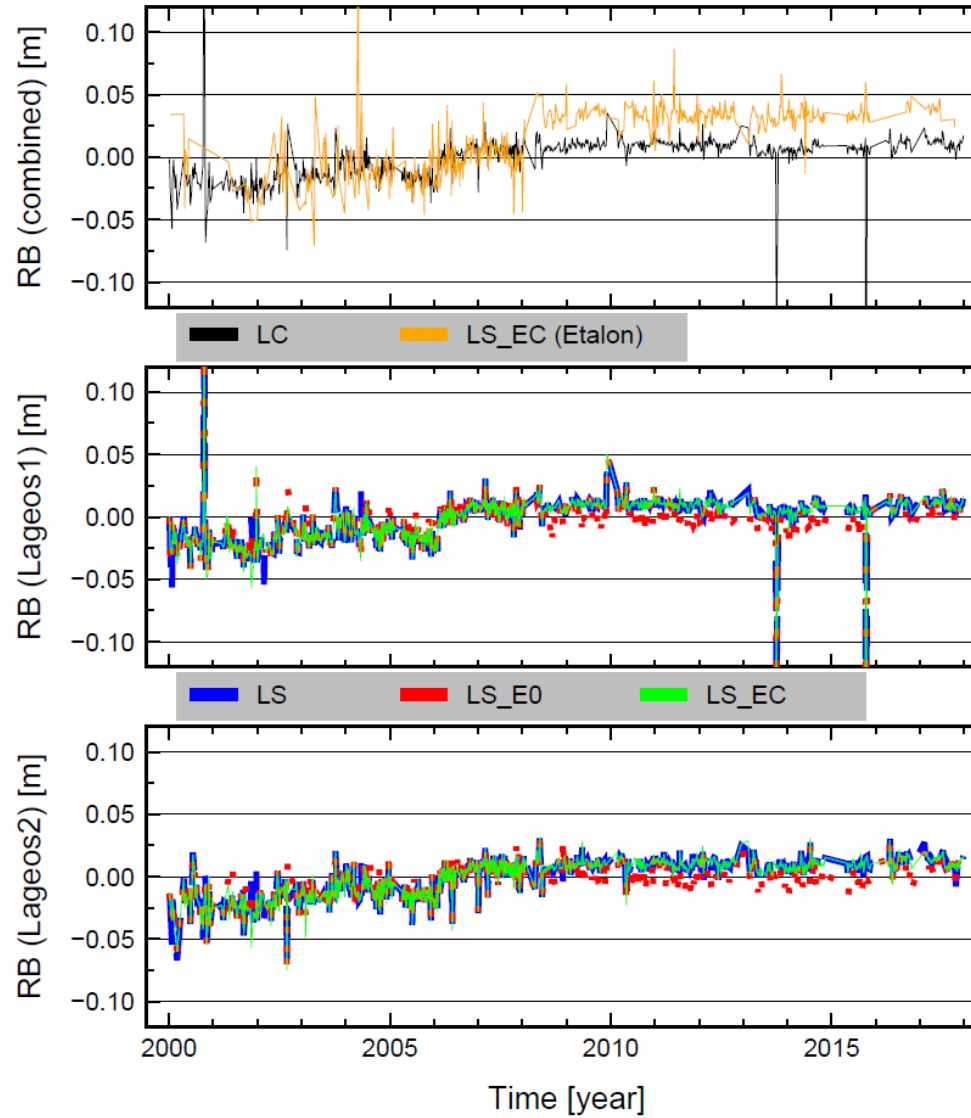 RB (combined) [m]
0.10
0.05
0.00
−0.05
−0.10
LC LS_EC (Etalon)
RB (Lageos1) [m]
0.10
0.05
0.00
−0.05
−0.10
LS LS_E0 LS_EC
RB (Lageos2) [m]
0.10
0.05
0.00
−0.05
−0.10
2000 2005 2010 2015
Time [year]